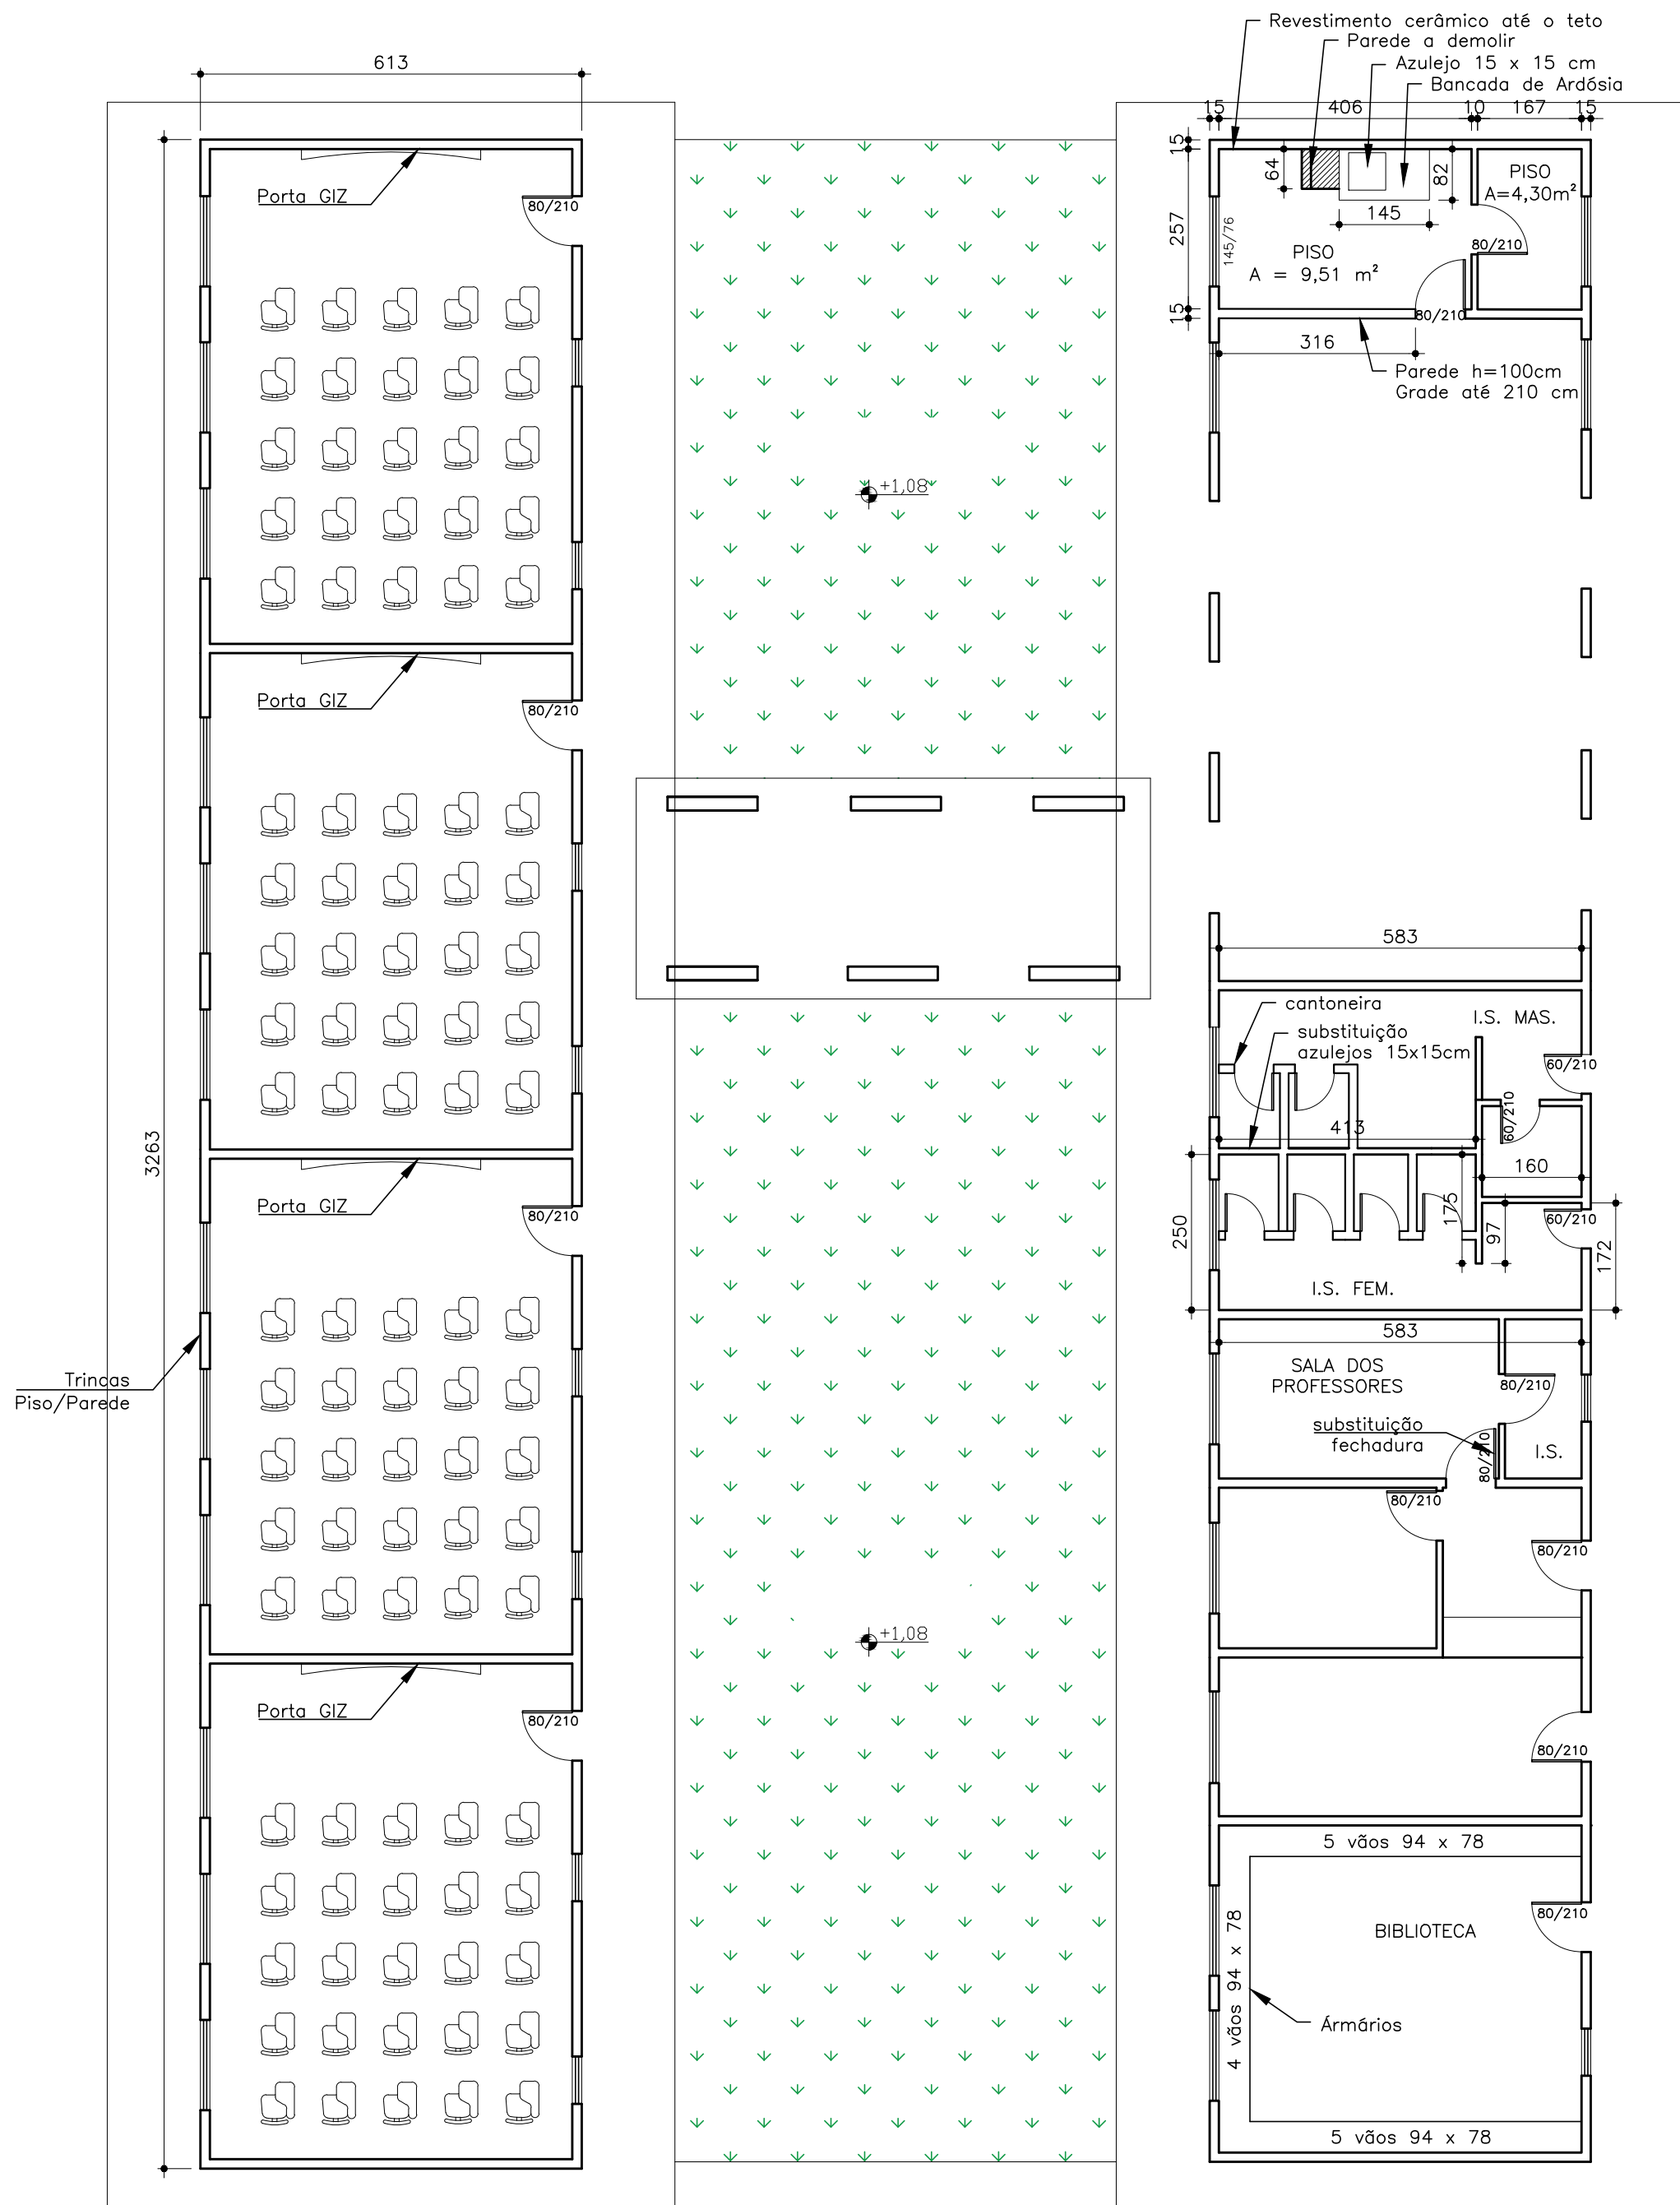 Revestimento cerâmico até o teto
Parede a demolir
Azulejo 15 x 15 cm
Bancada de Ardósia
613
15
406
10
167
15
15
64
82
PISO
A=4,30m²
Porta GIZ
80/210
145
257
145/76
80/210
PISO
A = 9,51 m²
15
80/210
316
Parede h=100cm
Grade até 210 cm
+1,08
Porta GIZ
80/210
583
cantoneira
I.S. MAS.
substituição
azulejos 15x15cm
60/210
60/210
413
3263
160
Porta GIZ
80/210
175
250
97
60/210
172
I.S. FEM.
583
SALA DOS
PROFESSORES
Trincas
Piso/Parede
80/210
substituição
fechadura
80/210
I.S.
80/210
80/210
+1,08
Porta GIZ
80/210
80/210
5 vãos 94 x 78
80/210
4 vãos 94 x 78
BIBLIOTECA
Ármários
5 vãos 94 x 78